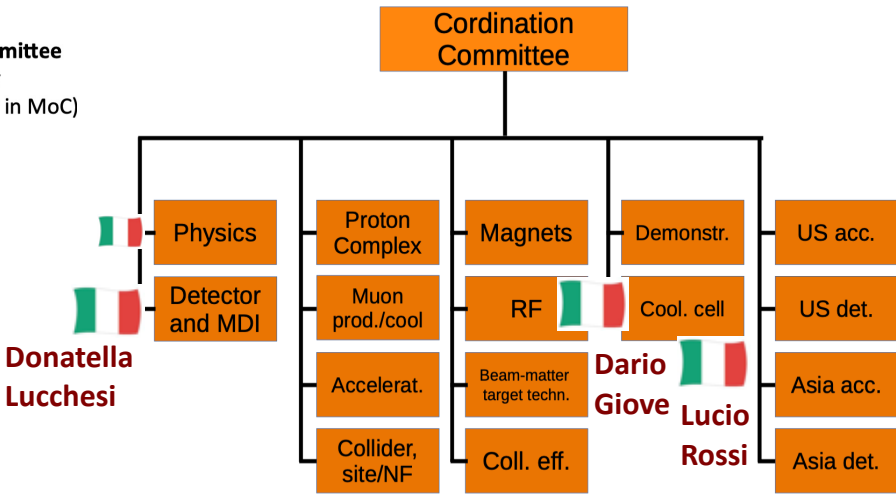 Cordination
Committee
mittee
in MoC)
Physics
Detector
and MDI
Donatella
Lucchesi
Proton
Complex
Muon
prod./cool
Accelerat.
Collider,
site/NF
Magnets
RF
Beam-matter
target techn.
Coll. eff.
Demonstr.
Cool. cell
Dario
Giove
Lucio
Rossi
US acc.
US det.
Asia acc.
Asia det.